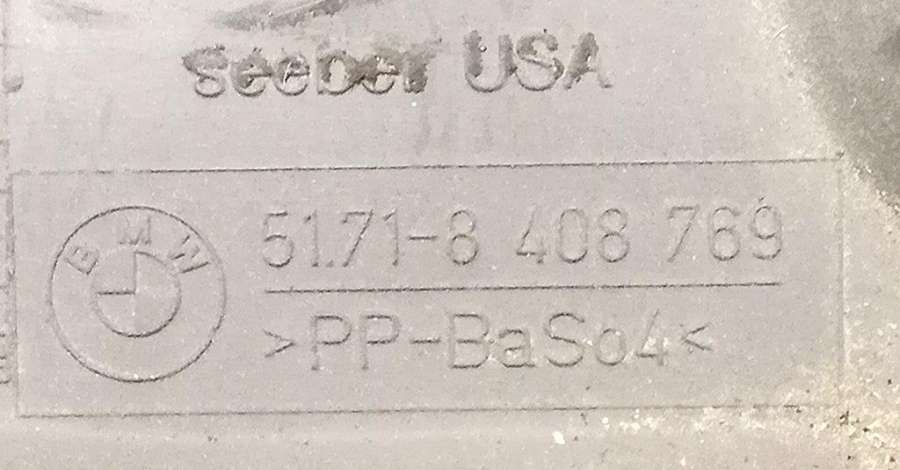 seeber USA
BMW
51.71-8 408 769
>PP-BaSo4<